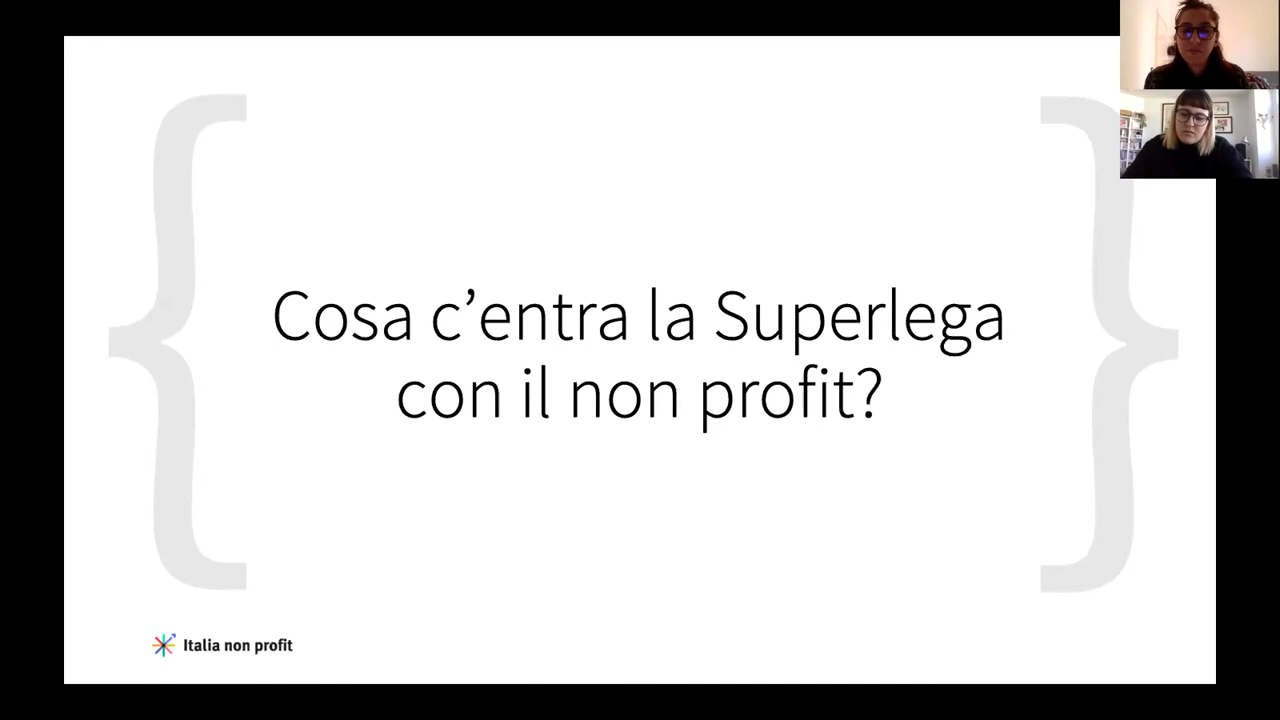 Cosa c’entra la Superlega
con il non profit?
Italia non profit